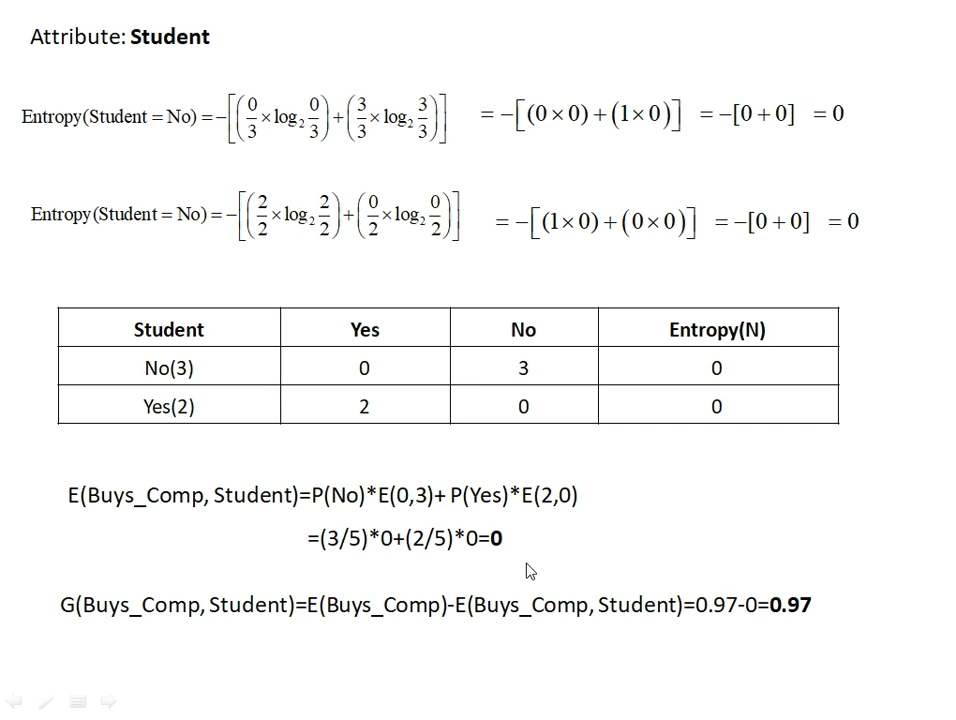 Attribute: Student
Entropy(Student = No) = −[(0/3 × log₂ 0/3) + (3/3 × log₂ 3/3)] = −[(0 × 0) + (1 × 0)] = −[0 + 0] = 0
Entropy(Student = No) = −[(2/2 × log₂ 2/2) + (0/2 × log₂ 0/2)] = −[(1 × 0) + (0 × 0)] = −[0 + 0] = 0
Student Yes No Entropy(N)
No(3) 0 3 0
Yes(2) 2 0 0
E(Buys_Comp, Student)=P(No)*E(0,3)+ P(Yes)*E(2,0)
=(3/5)*0+(2/5)*0=0
G(Buys_Comp, Student)=E(Buys_Comp)-E(Buys_Comp, Student)=0.97-0=0.97